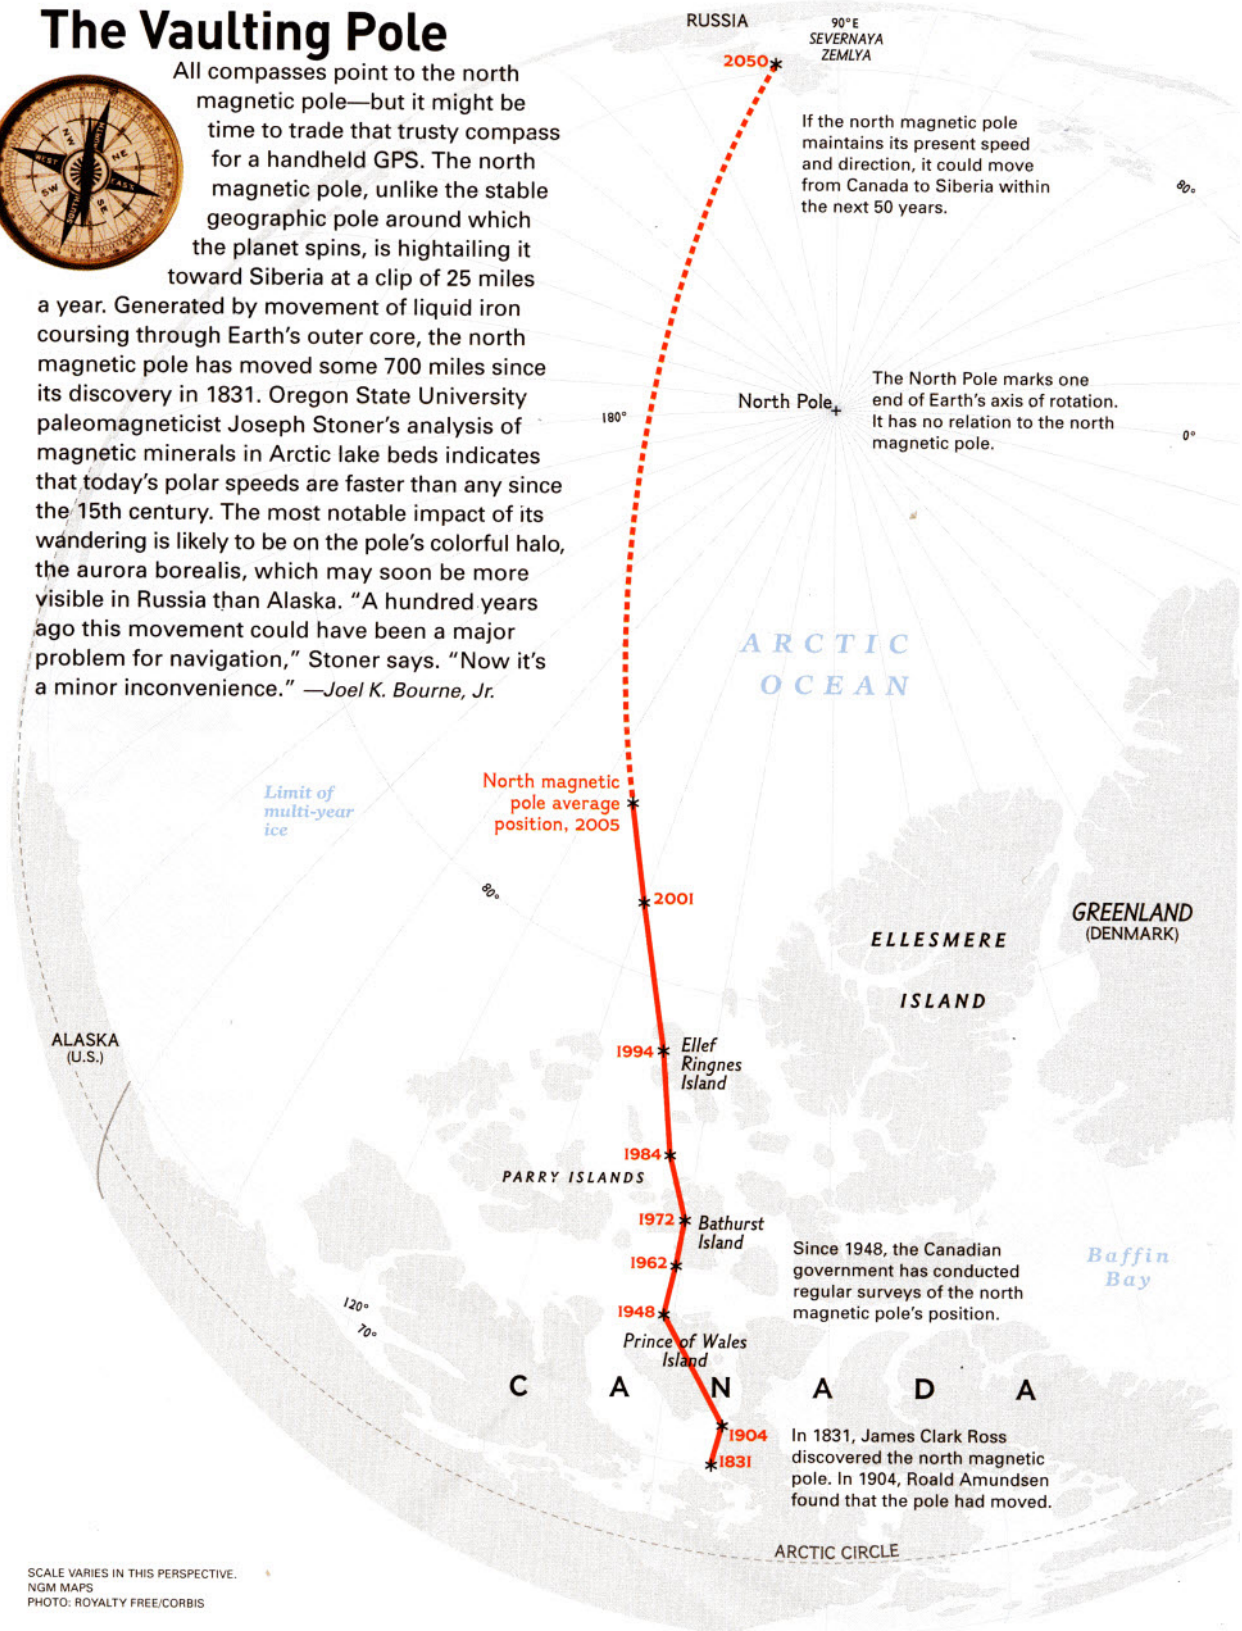 The Vaulting Pole
All compasses point to the north
magnetic pole—but it might be
time to trade that trusty compass
for a handheld GPS. The north
magnetic pole, unlike the stable
geographic pole around which
the planet spins, is hightailing it
toward Siberia at a clip of 25 miles
a year. Generated by movement of liquid iron
coursing through Earth's outer core, the north
magnetic pole has moved some 700 miles since
its discovery in 1831. Oregon State University
paleomagneticist Joseph Stoner's analysis of
magnetic minerals in Arctic lake beds indicates
that today's polar speeds are faster than any since
the 15th century. The most notable impact of its
wandering is likely to be on the pole's colorful halo,
the aurora borealis, which may soon be more
visible in Russia than Alaska. "A hundred years
ago this movement could have been a major
problem for navigation," Stoner says. "Now it's
a minor inconvenience." —Joel K. Bourne, Jr.
NW
NORTH
NE
WEST
EAST
SW
SOUTH
SE
RUSSIA
90°E
SEVERNAYA
ZEMLYA
2050
If the north magnetic pole
maintains its present speed
and direction, it could move
from Canada to Siberia within
the next 50 years.
80°
The North Pole marks one
end of Earth's axis of rotation.
It has no relation to the north
magnetic pole.
North Pole
180°
0°
ARCTIC
OCEAN
North magnetic
pole average
position, 2005
Limit of
multi-year
ice
80°
2001
GREENLAND
(DENMARK)
ELLESMERE
ISLAND
ALASKA
(U.S.)
1994
Ellef
Ringnes
Island
1984
PARRY ISLANDS
1972
Bathurst
Island
1962
Since 1948, the Canadian
government has conducted
regular surveys of the north
magnetic pole's position.
Baffin
Bay
120°
70°
1948
Prince of Wales
Island
CANADA
1904
1831
In 1831, James Clark Ross
discovered the north magnetic
pole. In 1904, Roald Amundsen
found that the pole had moved.
ARCTIC CIRCLE
SCALE VARIES IN THIS PERSPECTIVE.
NGM MAPS
PHOTO: ROYALTY FREE/CORBIS